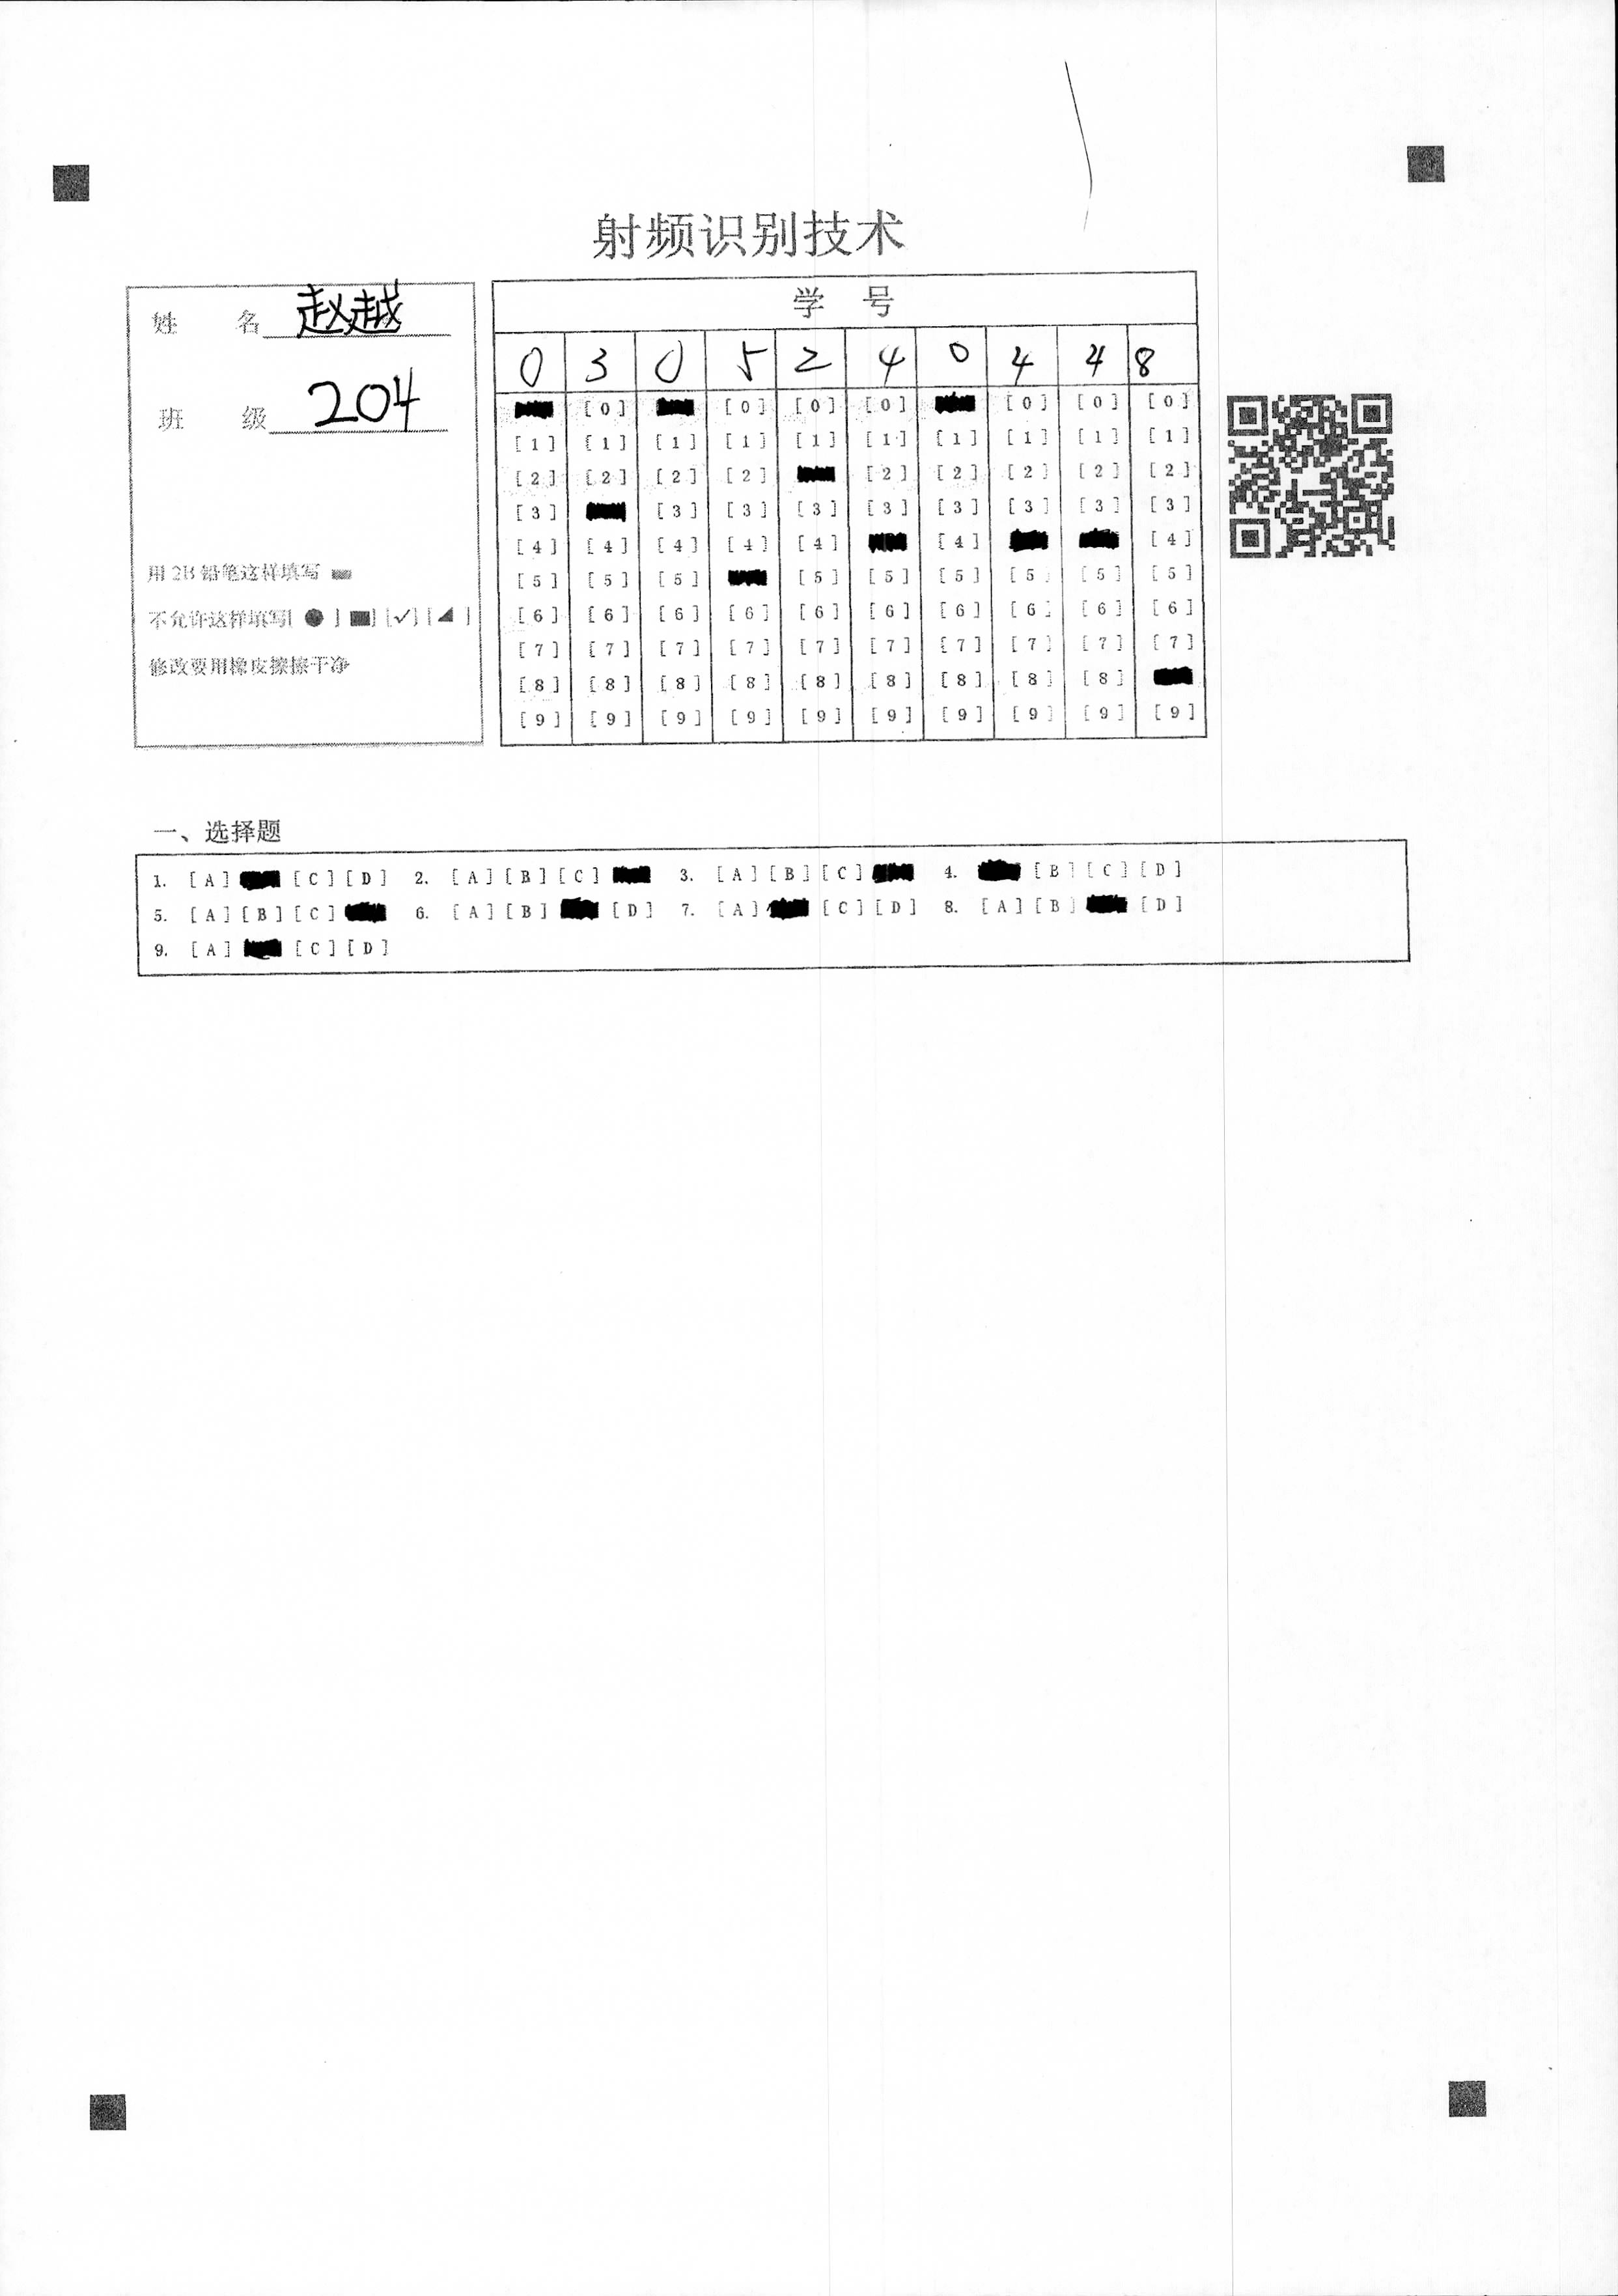 射频识别技术
姓 名 赵越
班 级 204
用 2B 铅笔这样填写
不允许这样填写[ ● ] [■] [✓] [◢ ]
修改要用橡皮擦擦干净
学 号
0 3 0 5 2 4 0 4 4 8
[0] [0] [0] [0] [0] [0] [0]
[1] [1] [1] [1] [1] [1] [1] [1] [1] [1]
[2] [2] [2] [2] [2] [2] [2] [2] [2]
[3] [3] [3] [3] [3] [3] [3] [3] [3]
[4] [4] [4] [4] [4] [4] [4]
[5] [5] [5] [5] [5] [5] [5] [5] [5]
[6] [6] [6] [6] [6] [6] [6] [6] [6] [6]
[7] [7] [7] [7] [7] [7] [7] [7] [7] [7]
[8] [8] [8] [8] [8] [8] [8] [8] [8]
[9] [9] [9] [9] [9] [9] [9] [9] [9] [9]
一、选择题
1. [A] [C] [D] 2. [A] [B] [C] 3. [A] [B] [C] 4. [B] [C] [D]
5. [A] [B] [C] 6. [A] [B] [D] 7. [A] [C] [D] 8. [A] [B] [D]
9. [A] [C] [D]